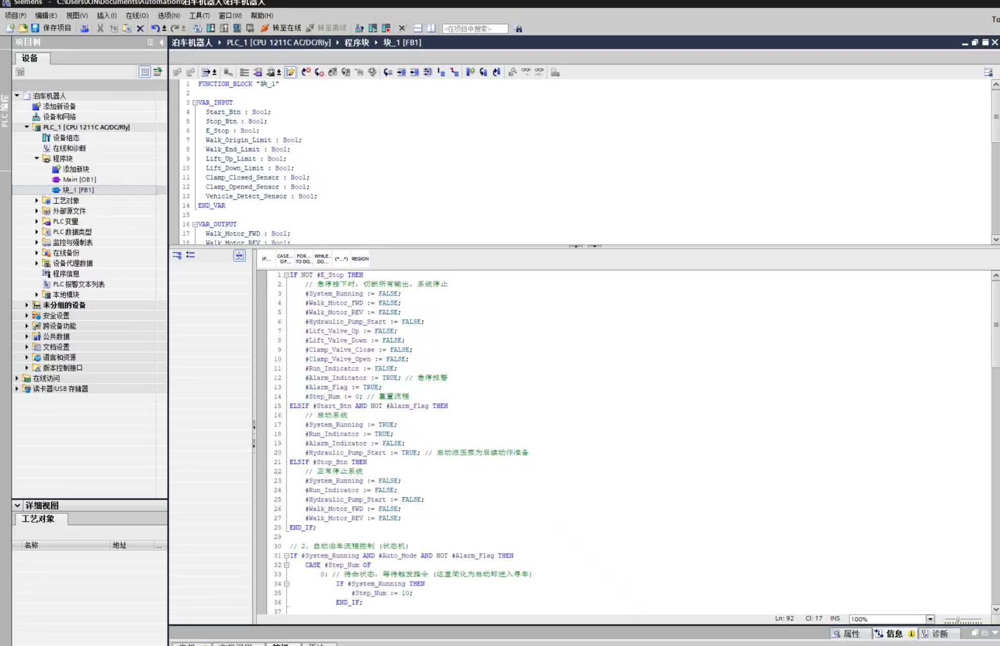 Siemens - C:\Users\XJN\Documents\Automation\泊车机器人\泊车机器人
项目(P) 编辑(E) 视图(V) 插入(I) 在线(O) 选项(N) 工具(T) 窗口(W) 帮助(H)
To
保存项目 转至在线 转至离线 <在项目中搜索>
项目树
泊车机器人 PLC_1 [CPU 1211C AC/DC/Rly] 程序块 块_1 [FB1]
设备
PLC 编程
泊车机器人
添加新设备
设备和网络
PLC_1 [CPU 1211C AC/DC/Rly]
设备组态
在线和诊断
程序块
添加新块
Main [OB1]
块_1 [FB1]
工艺对象
外部源文件
PLC 变量
PLC 数据类型
监控与强制表
在线备份
设备代理数据
程序信息
PLC 报警文本列表
本地模块
未分组的设备
安全设置
跨设备功能
公共数据
文档设置
语言和资源
版本控制接口
在线访问
读卡器/USB 存储器
详细视图
工艺对象
名称 地址 ...
1 FUNCTION_BLOCK "块_1"
2
3 VAR_INPUT
4 Start_Btn : Bool;
5 Stop_Btn : Bool;
6 E_Stop : Bool;
7 Walk_Origin_Limit : Bool;
8 Walk_End_Limit : Bool;
9 Lift_Up_Limit : Bool;
10 Lift_Down_Limit : Bool;
11 Clamp_Closed_Sensor : Bool;
12 Clamp_Opened_Sensor : Bool;
13 Vehicle_Detect_Sensor : Bool;
14 END_VAR
15
16 VAR_OUTPUT
17 Walk_Motor_FWD : Bool;
18 Walk_Motor_REV : Bool;
IF... CASE... OF... FOR... TO DO.. WHILE.. DO... (*...*) REGION
1 IF NOT #E_Stop THEN
2 // 急停按下时，切断所有输出，系统停止
3 #System_Running := FALSE;
4 #Walk_Motor_FWD := FALSE;
5 #Walk_Motor_REV := FALSE;
6 #Hydraulic_Pump_Start := FALSE;
7 #Lift_Valve_Up := FALSE;
8 #Lift_Valve_Down := FALSE;
9 #Clamp_Valve_Close := FALSE;
10 #Clamp_Valve_Open := FALSE;
11 #Run_Indicator := FALSE;
12 #Alarm_Indicator := TRUE; // 急停报警
13 #Alarm_Flag := TRUE;
14 #Step_Num := 0; // 重置流程
15 ELSIF #Start_Btn AND NOT #Alarm_Flag THEN
16 // 启动系统
17 #System_Running := TRUE;
18 #Run_Indicator := TRUE;
19 #Alarm_Indicator := FALSE;
20 #Hydraulic_Pump_Start := TRUE; // 启动液压泵为后续动作准备
21 ELSIF #Stop_Btn THEN
22 // 正常停止系统
23 #System_Running := FALSE;
24 #Run_Indicator := FALSE;
25 #Hydraulic_Pump_Start := FALSE;
26 #Walk_Motor_FWD := FALSE;
27 #Walk_Motor_REV := FALSE;
28 END_IF;
29
30 // 2. 自动泊车流程控制 (状态机)
31 IF #System_Running AND #Auto_Mode AND NOT #Alarm_Flag THEN
32 CASE #Step_Num OF
33 0: // 待命状态，等待触发指令 (这里简化为启动即进入寻车)
34 IF #System_Running THEN
35 #Step_Num := 10;
36 END_IF;
37
Ln: 92 Cl: 17 INS 100%
属性 信息 诊断